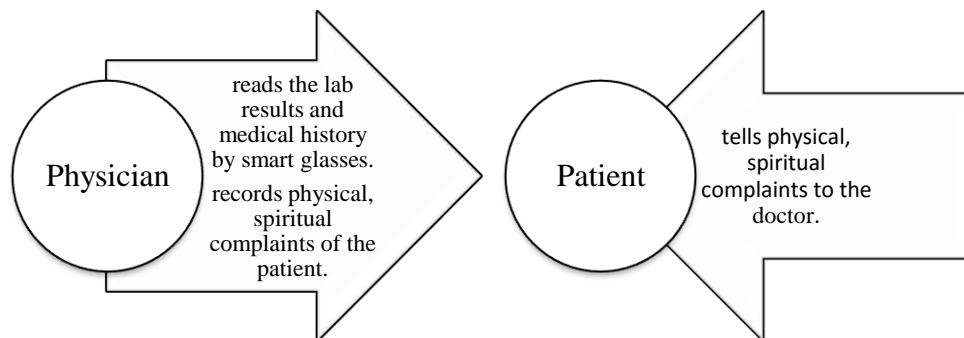 Physician
reads the lab
results and
medical history
by smart glasses.
records physical,
spiritual
complaints of the
patient.
Patient
tells physical,
spiritual
complaints to the
doctor.